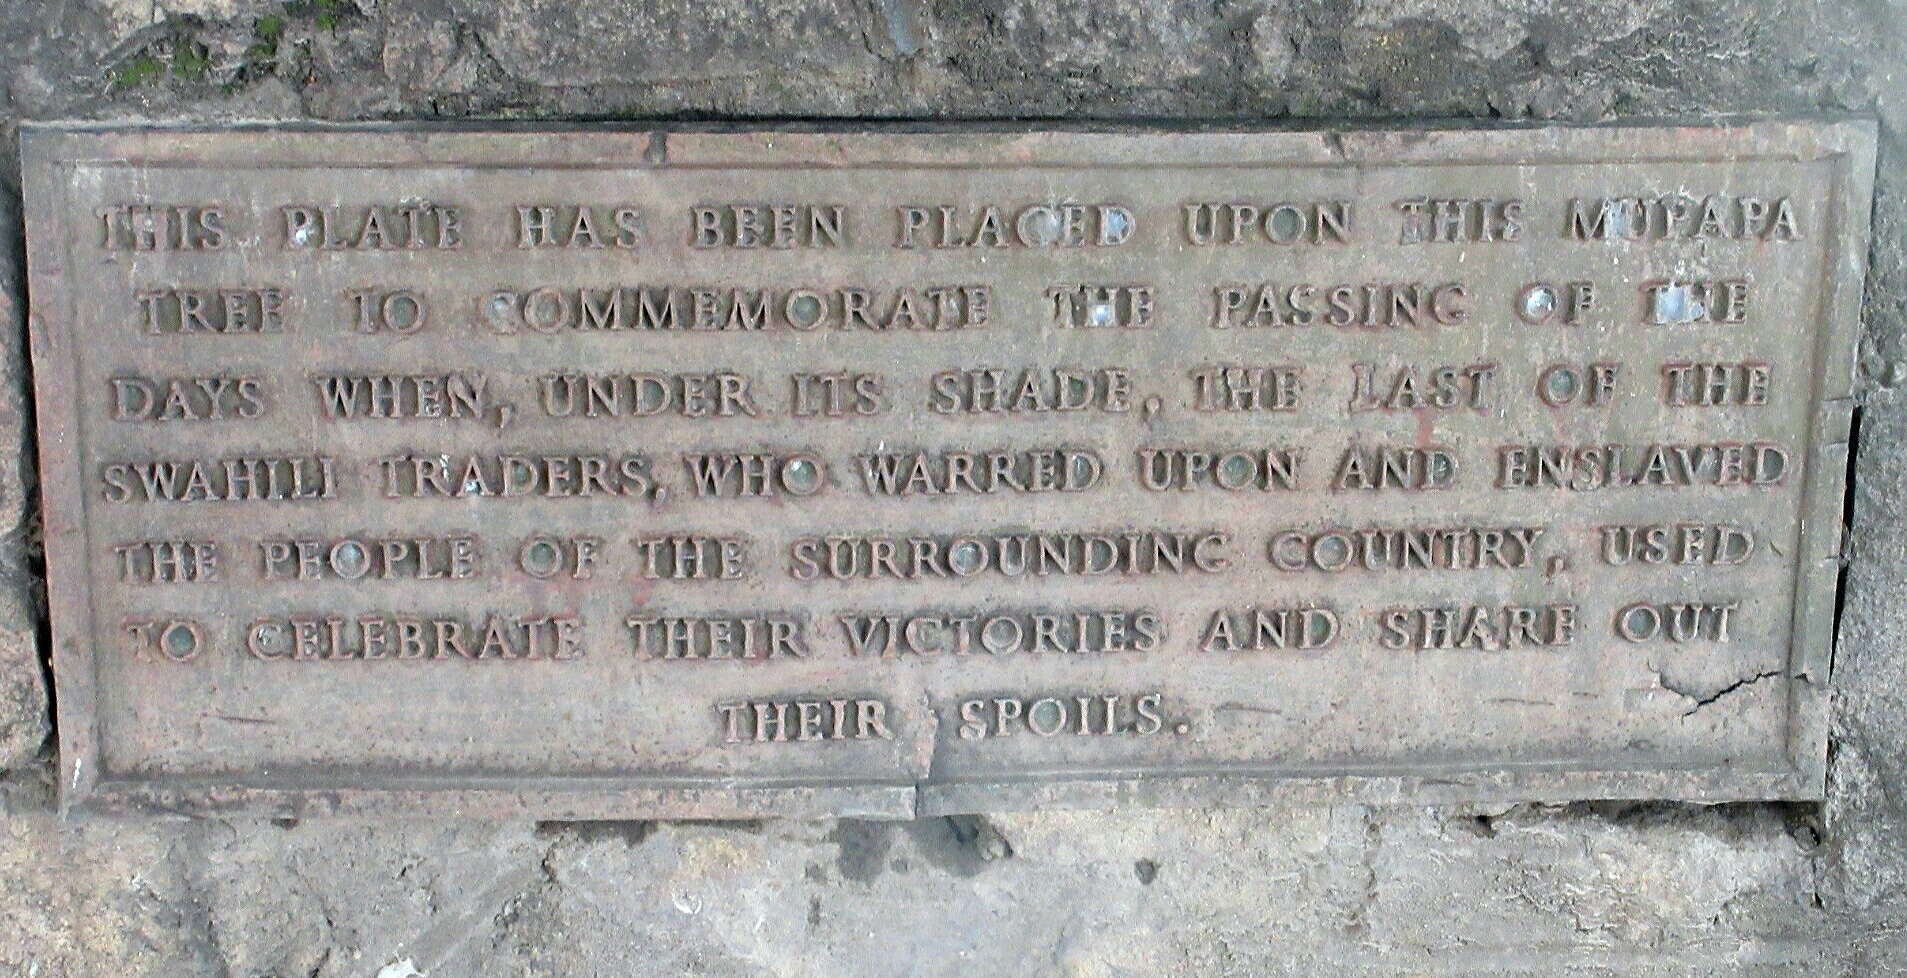 THIS PLATE HAS BEEN PLACED UPON THIS MUPAPA
TREE TO COMMEMORATE THE PASSING OF THE
DAYS WHEN, UNDER ITS SHADE, THE LAST OF THE
SWAHILI TRADERS, WHO WARRED UPON AND ENSLAVED
THE PEOPLE OF THE SURROUNDING COUNTRY, USED
TO CELEBRATE THEIR VICTORIES AND SHARE OUT
THEIR SPOILS.